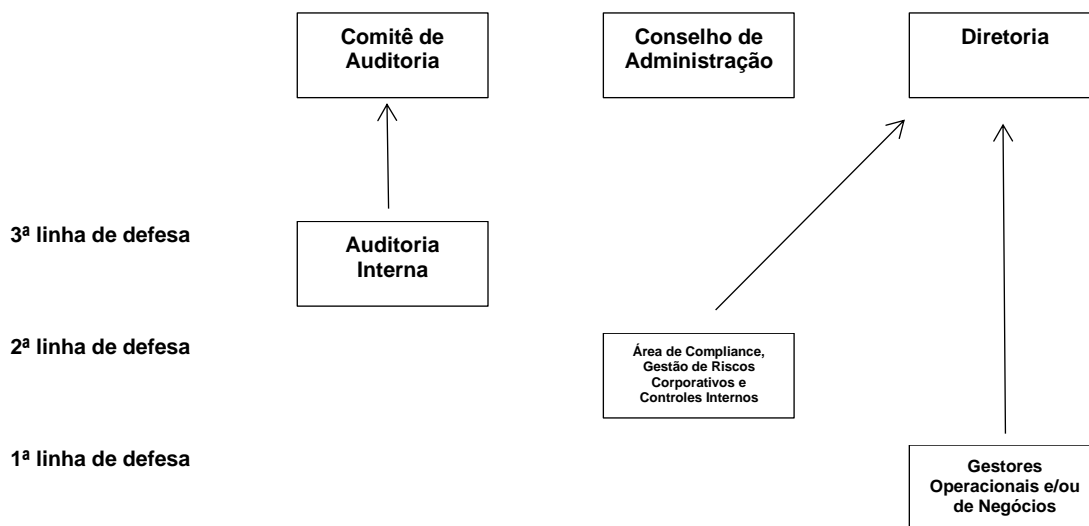 Comitê de
Auditoria
Conselho de
Administração
Diretoria
3ª linha de defesa
Auditoria
Interna
2ª linha de defesa
Área de Compliance,
Gestão de Riscos
Corporativos e
Controles Internos
1ª linha de defesa
Gestores
Operacionais e/ou
de Negócios